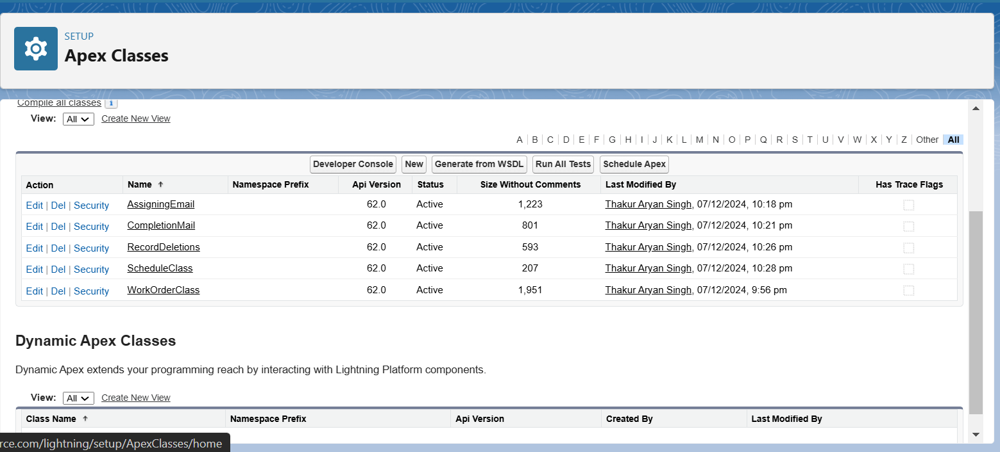 SETUP
Apex Classes
Compile all classes i
View: All Create New View
A | B | C | D | E | F | G | H | I | J | K | L | M | N | O | P | Q | R | S | T | U | V | W | X | Y | Z | Other | All
Developer Console New Generate from WSDL Run All Tests Schedule Apex
Action Name ↑ Namespace Prefix Api Version Status Size Without Comments Last Modified By Has Trace Flags
Edit | Del | Security AssigningEmail 62.0 Active 1,223 Thakur Aryan Singh, 07/12/2024, 10:18 pm
Edit | Del | Security CompletionMail 62.0 Active 801 Thakur Aryan Singh, 07/12/2024, 10:21 pm
Edit | Del | Security RecordDeletions 62.0 Active 593 Thakur Aryan Singh, 07/12/2024, 10:26 pm
Edit | Del | Security ScheduleClass 62.0 Active 207 Thakur Aryan Singh, 07/12/2024, 10:28 pm
Edit | Del | Security WorkOrderClass 62.0 Active 1,951 Thakur Aryan Singh, 07/12/2024, 9:56 pm
Dynamic Apex Classes
Dynamic Apex extends your programming reach by interacting with Lightning Platform components.
View: All Create New View
Class Name ↑ Namespace Prefix Api Version Created By Last Modified By
rce.com/lightning/setup/ApexClasses/home